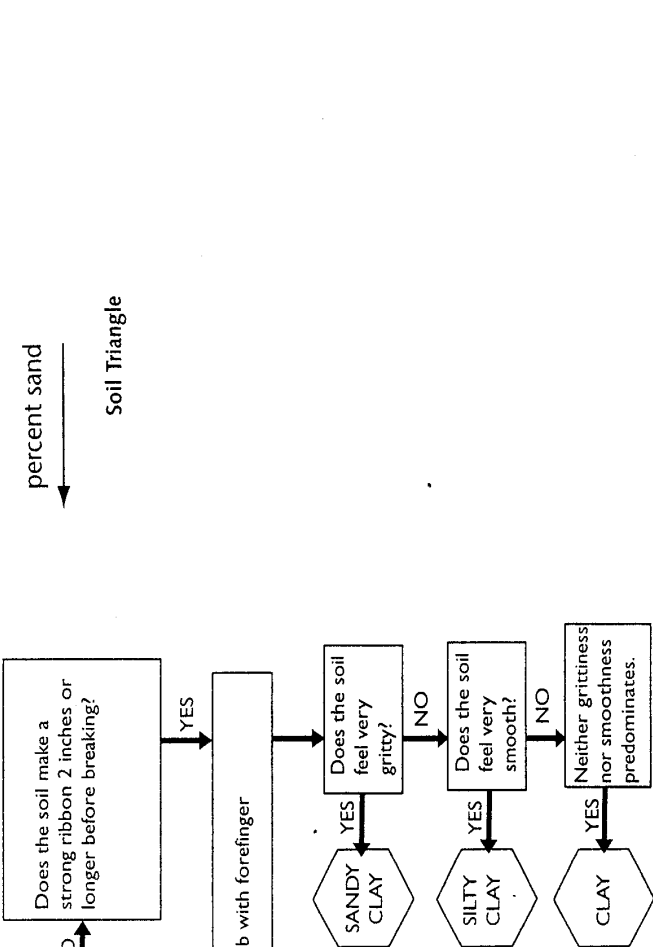 percent sand
Soil Triangle
Does the soil make a
strong ribbon 2 inches or
longer before breaking?
YES
b with forefinger
Does the soil
feel very
gritty?
YES
SANDY
CLAY
NO
Does the soil
feel very
smooth?
YES
SILTY
CLAY
NO
Neither grittiness
nor smoothness
predominates.
YES
CLAY